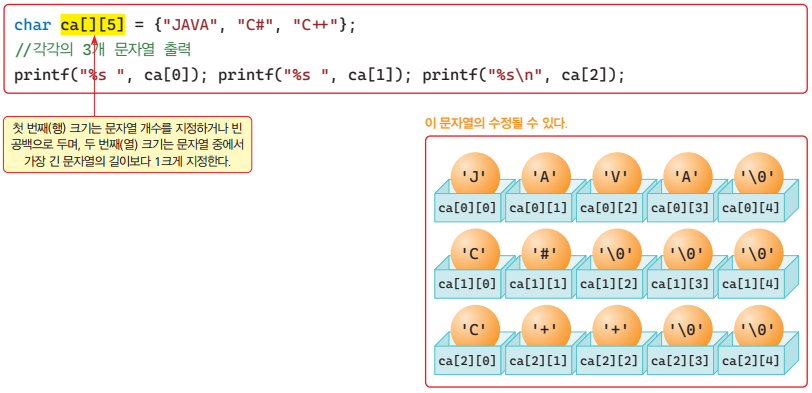 char ca[][5] = {"JAVA", "C#", "C++"};
//각각의 3개 문자열 출력
printf("%s ", ca[0]); printf("%s ", ca[1]); printf("%s\n", ca[2]);
첫 번째(행) 크기는 문자열 개수를 지정하거나 빈
공백으로 두며, 두 번째(열) 크기는 문자열 중에서
가장 긴 문자열의 길이보다 1크게 지정한다.
이 문자열의 수정될 수 있다.
'J' 'A' 'V' 'A' '\0'
ca[0][0] ca[0][1] ca[0][2] ca[0][3] ca[0][4]
'C' '#' '\0' '\0' '\0'
ca[1][0] ca[1][1] ca[1][2] ca[1][3] ca[1][4]
'C' '+' '+' '\0' '\0'
ca[2][0] ca[2][1] ca[2][2] ca[2][3] ca[2][4]